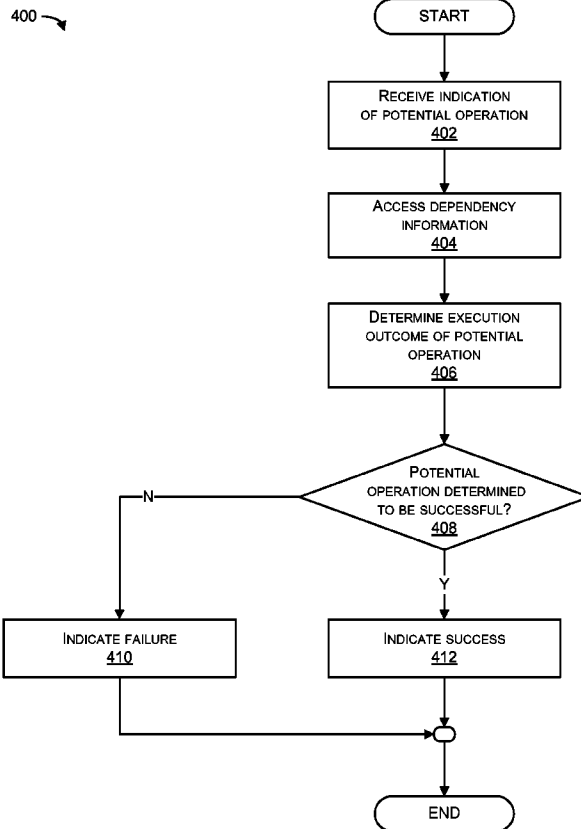 400
START
RECEIVE INDICATION
OF POTENTIAL OPERATION
402
ACCESS DEPENDENCY
INFORMATION
404
DETERMINE EXECUTION
OUTCOME OF POTENTIAL
OPERATION
406
POTENTIAL
OPERATION DETERMINED
TO BE SUCCESSFUL?
408
N
Y
INDICATE FAILURE
410
INDICATE SUCCESS
412
END